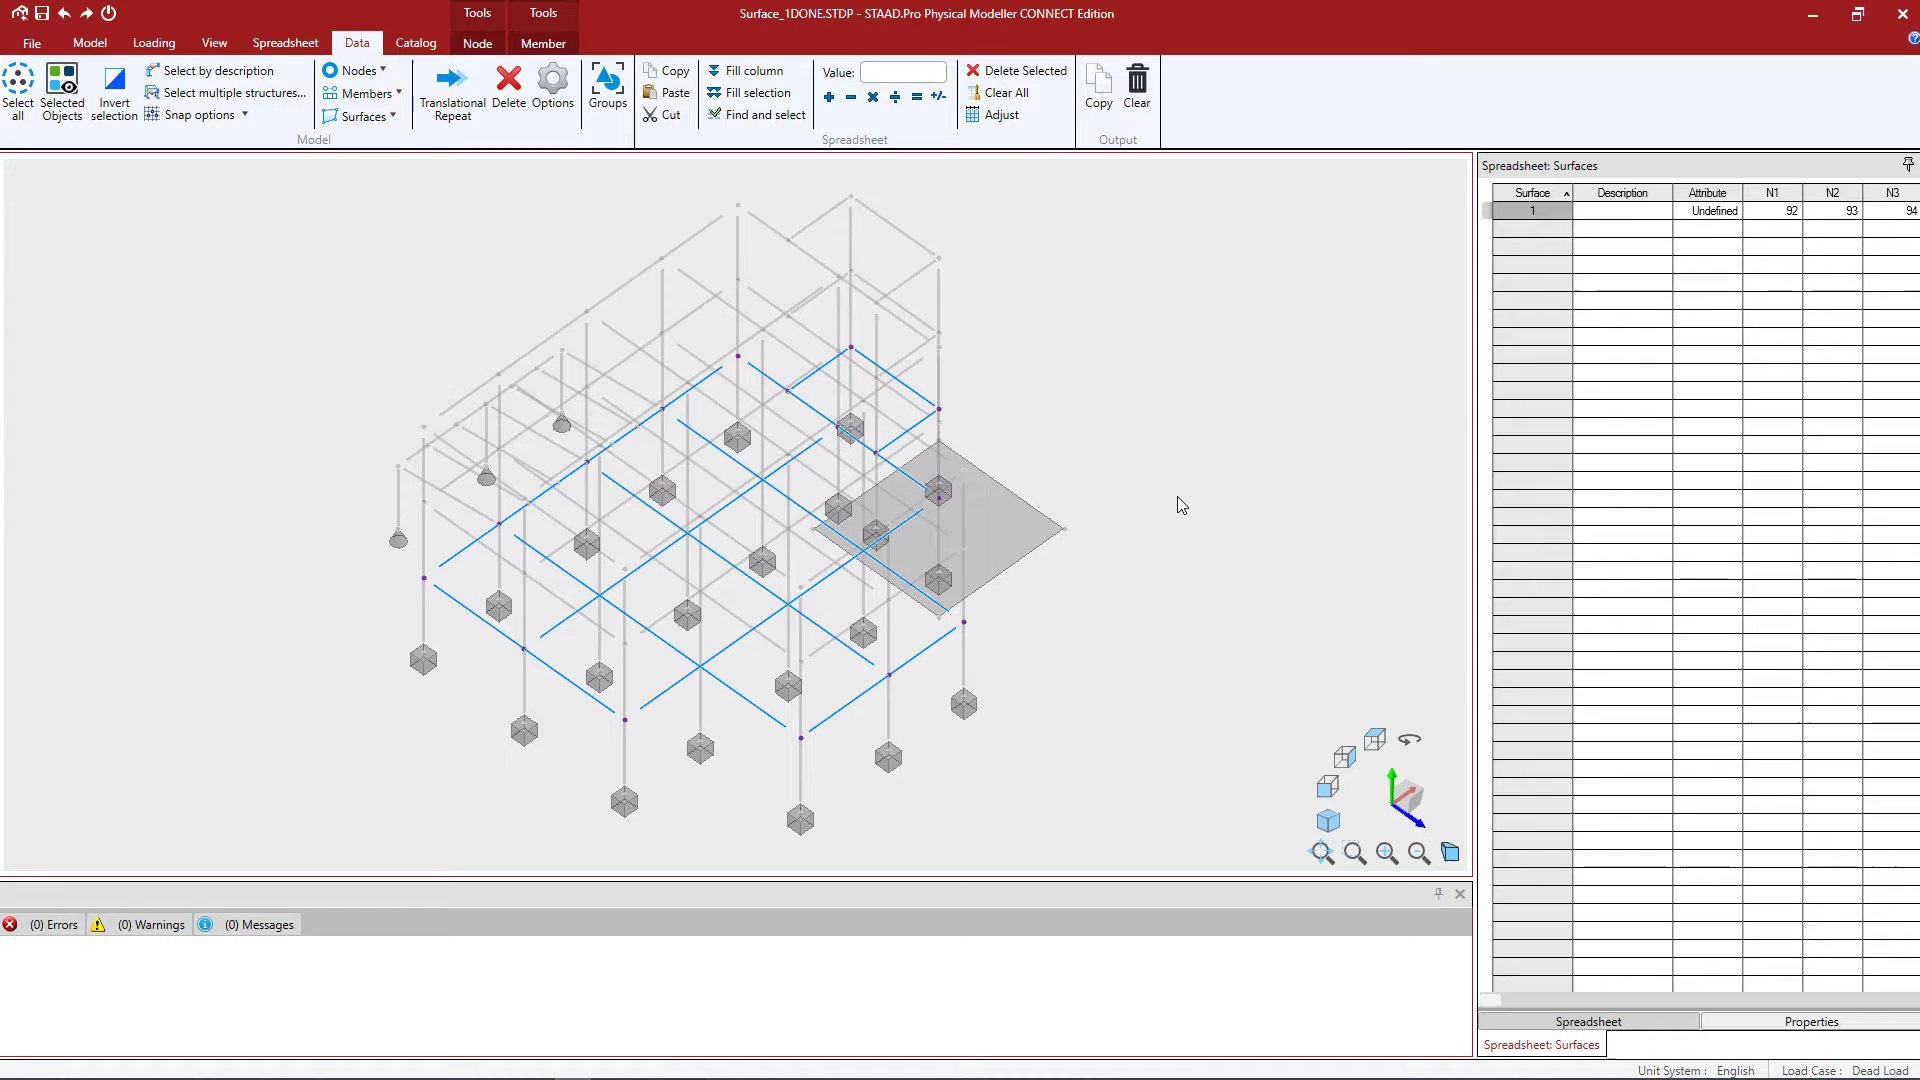 Tools
Tools
Surface_1DONE.STDP - STAAD.Pro Physical Modeller CONNECT Edition
File
Model
Loading
View
Spreadsheet
Data
Catalog
Node
Member
Select all
Selected Objects
Invert selection
Select by description
Select multiple structures...
Snap options
Nodes
Members
Surfaces
Translational Repeat
Delete
Options
Groups
Copy
Paste
Cut
Fill column
Fill selection
Find and select
Value:
Delete Selected
Clear All
Adjust
Copy
Clear
Model
Spreadsheet
Output
Spreadsheet: Surfaces
Surface Description Attribute N1 N2 N3
1 Undefined 92 93 94
(0) Errors
(0) Warnings
(0) Messages
Spreadsheet
Properties
Spreadsheet: Surfaces
Unit System : English
Load Case : Dead Load